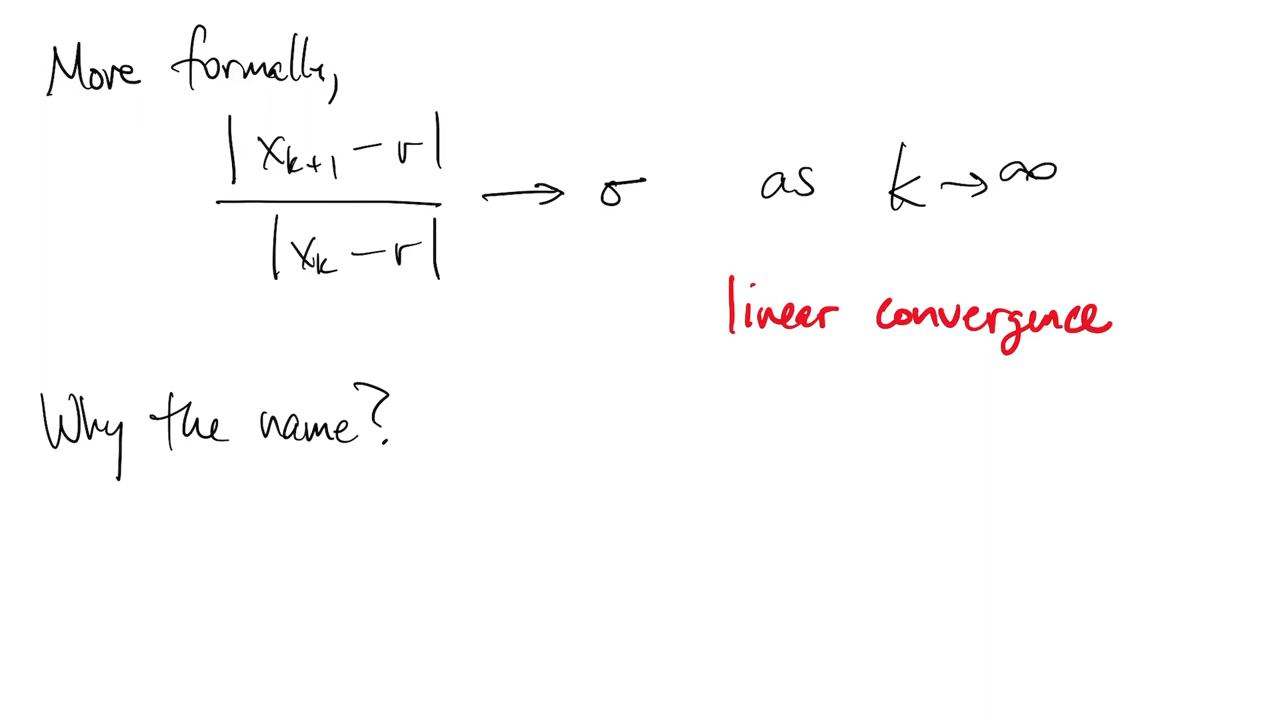 More formally,
|x_{k+1} - r| / |x_k - r| → σ as k → ∞
linear convergence
Why the name?